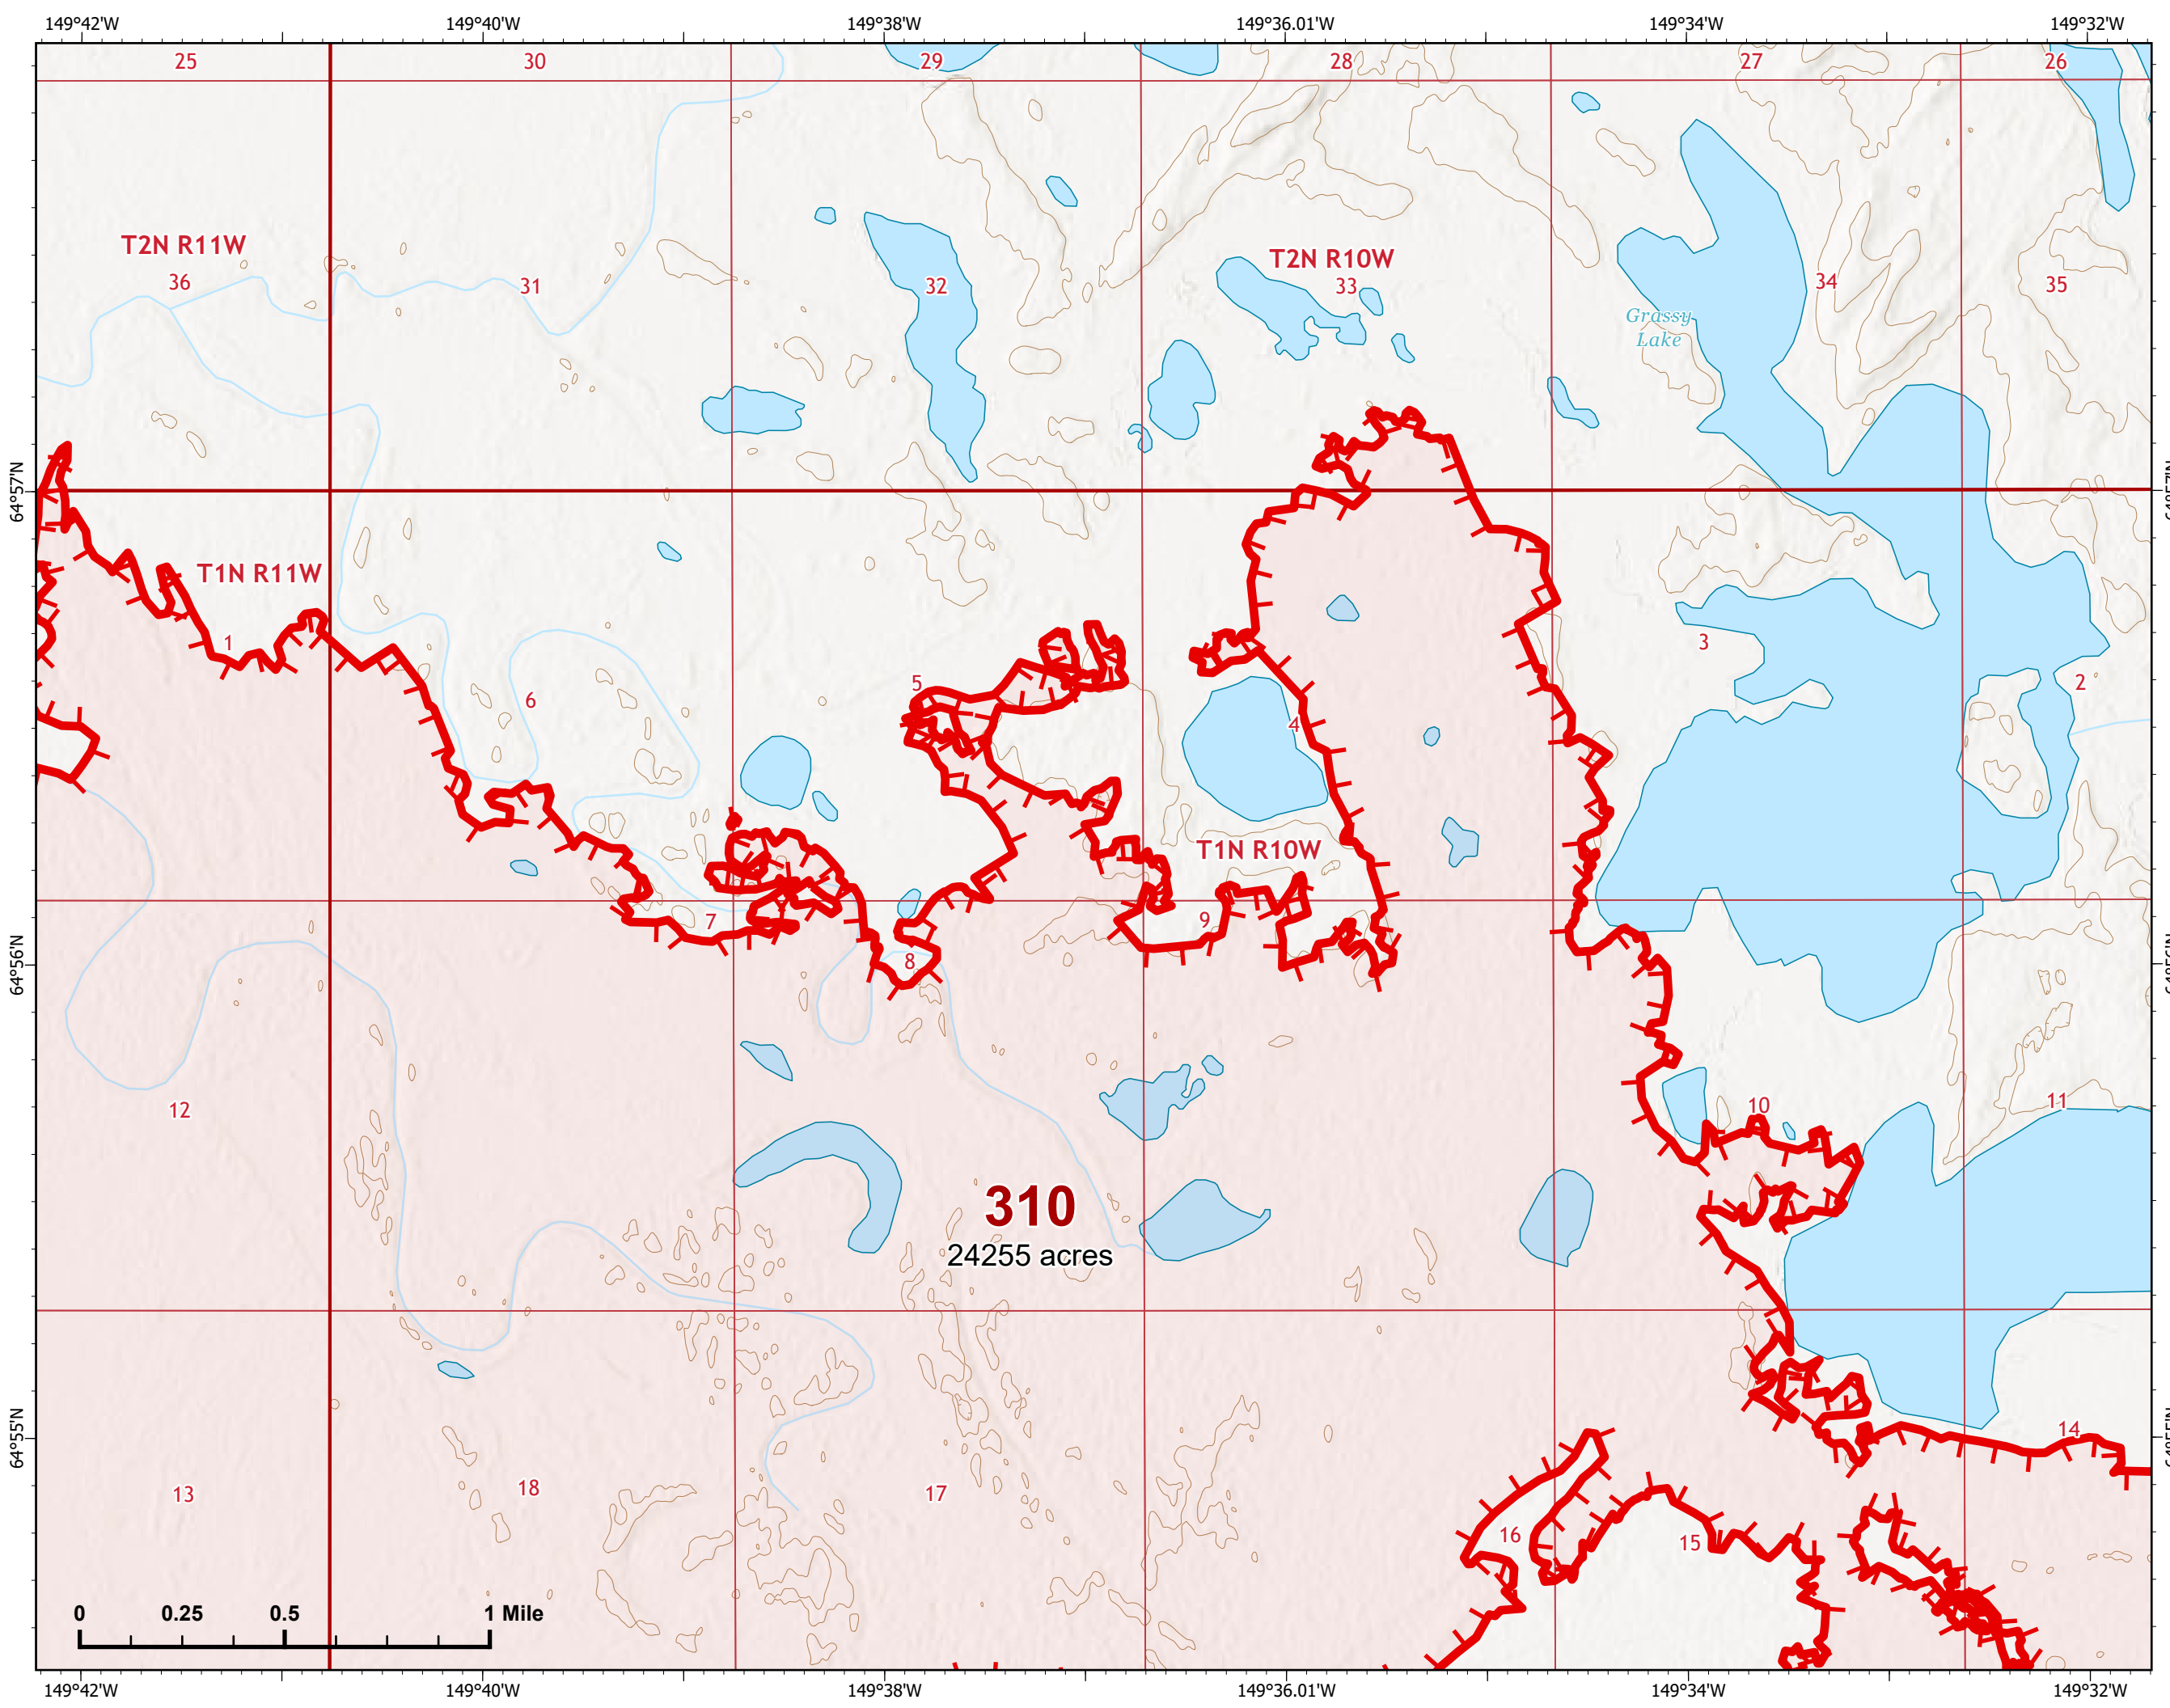 149°42'W 149°40'W 149°38'W 149°36.01'W 149°34'W 149°32'W
25 30 29 28 27 26
T2N R11W
36 31 32
T2N R10W
33 34 35
Grassy
Lake
64°57'N
T1N R11W
1 6 5 4 3 2
T1N R10W
7 8 9 10 11 12
64°56'N
310
24255 acres
64°55'N
13 18 17 16 15 14
0 0.25 0.5 1 Mile
149°42'W 149°40'W 149°38'W 149°36.01'W 149°34'W 149°32'W